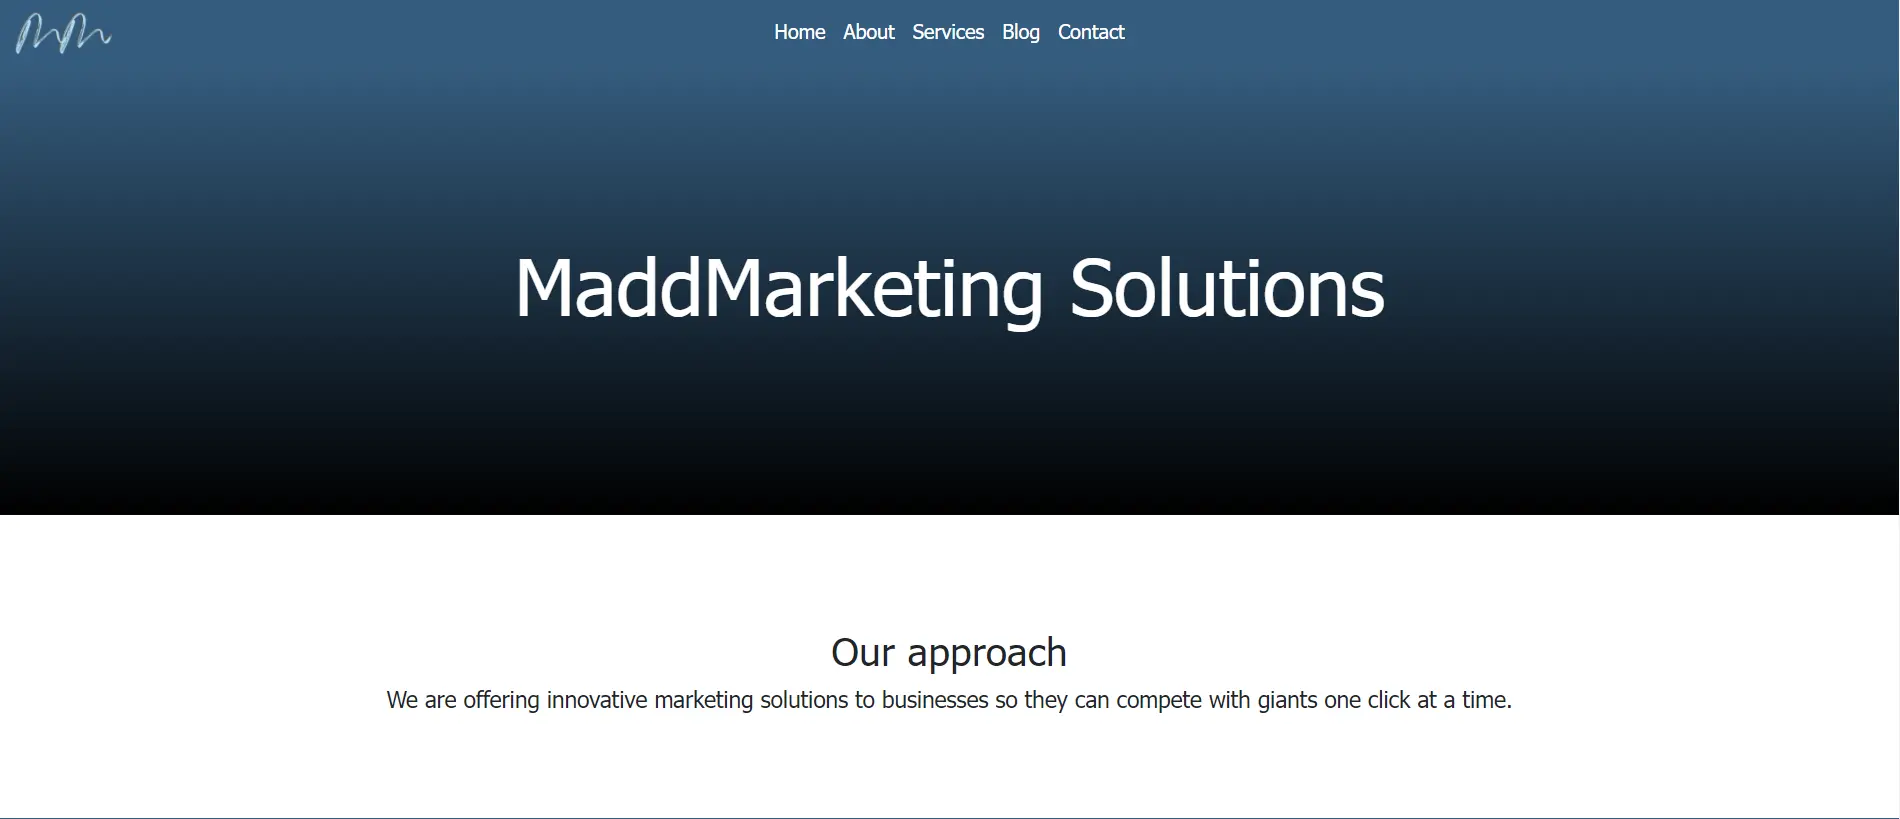 Home About Services Blog Contact
MaddMarketing Solutions
Our approach
We are offering innovative marketing solutions to businesses so they can compete with giants one click at a time.